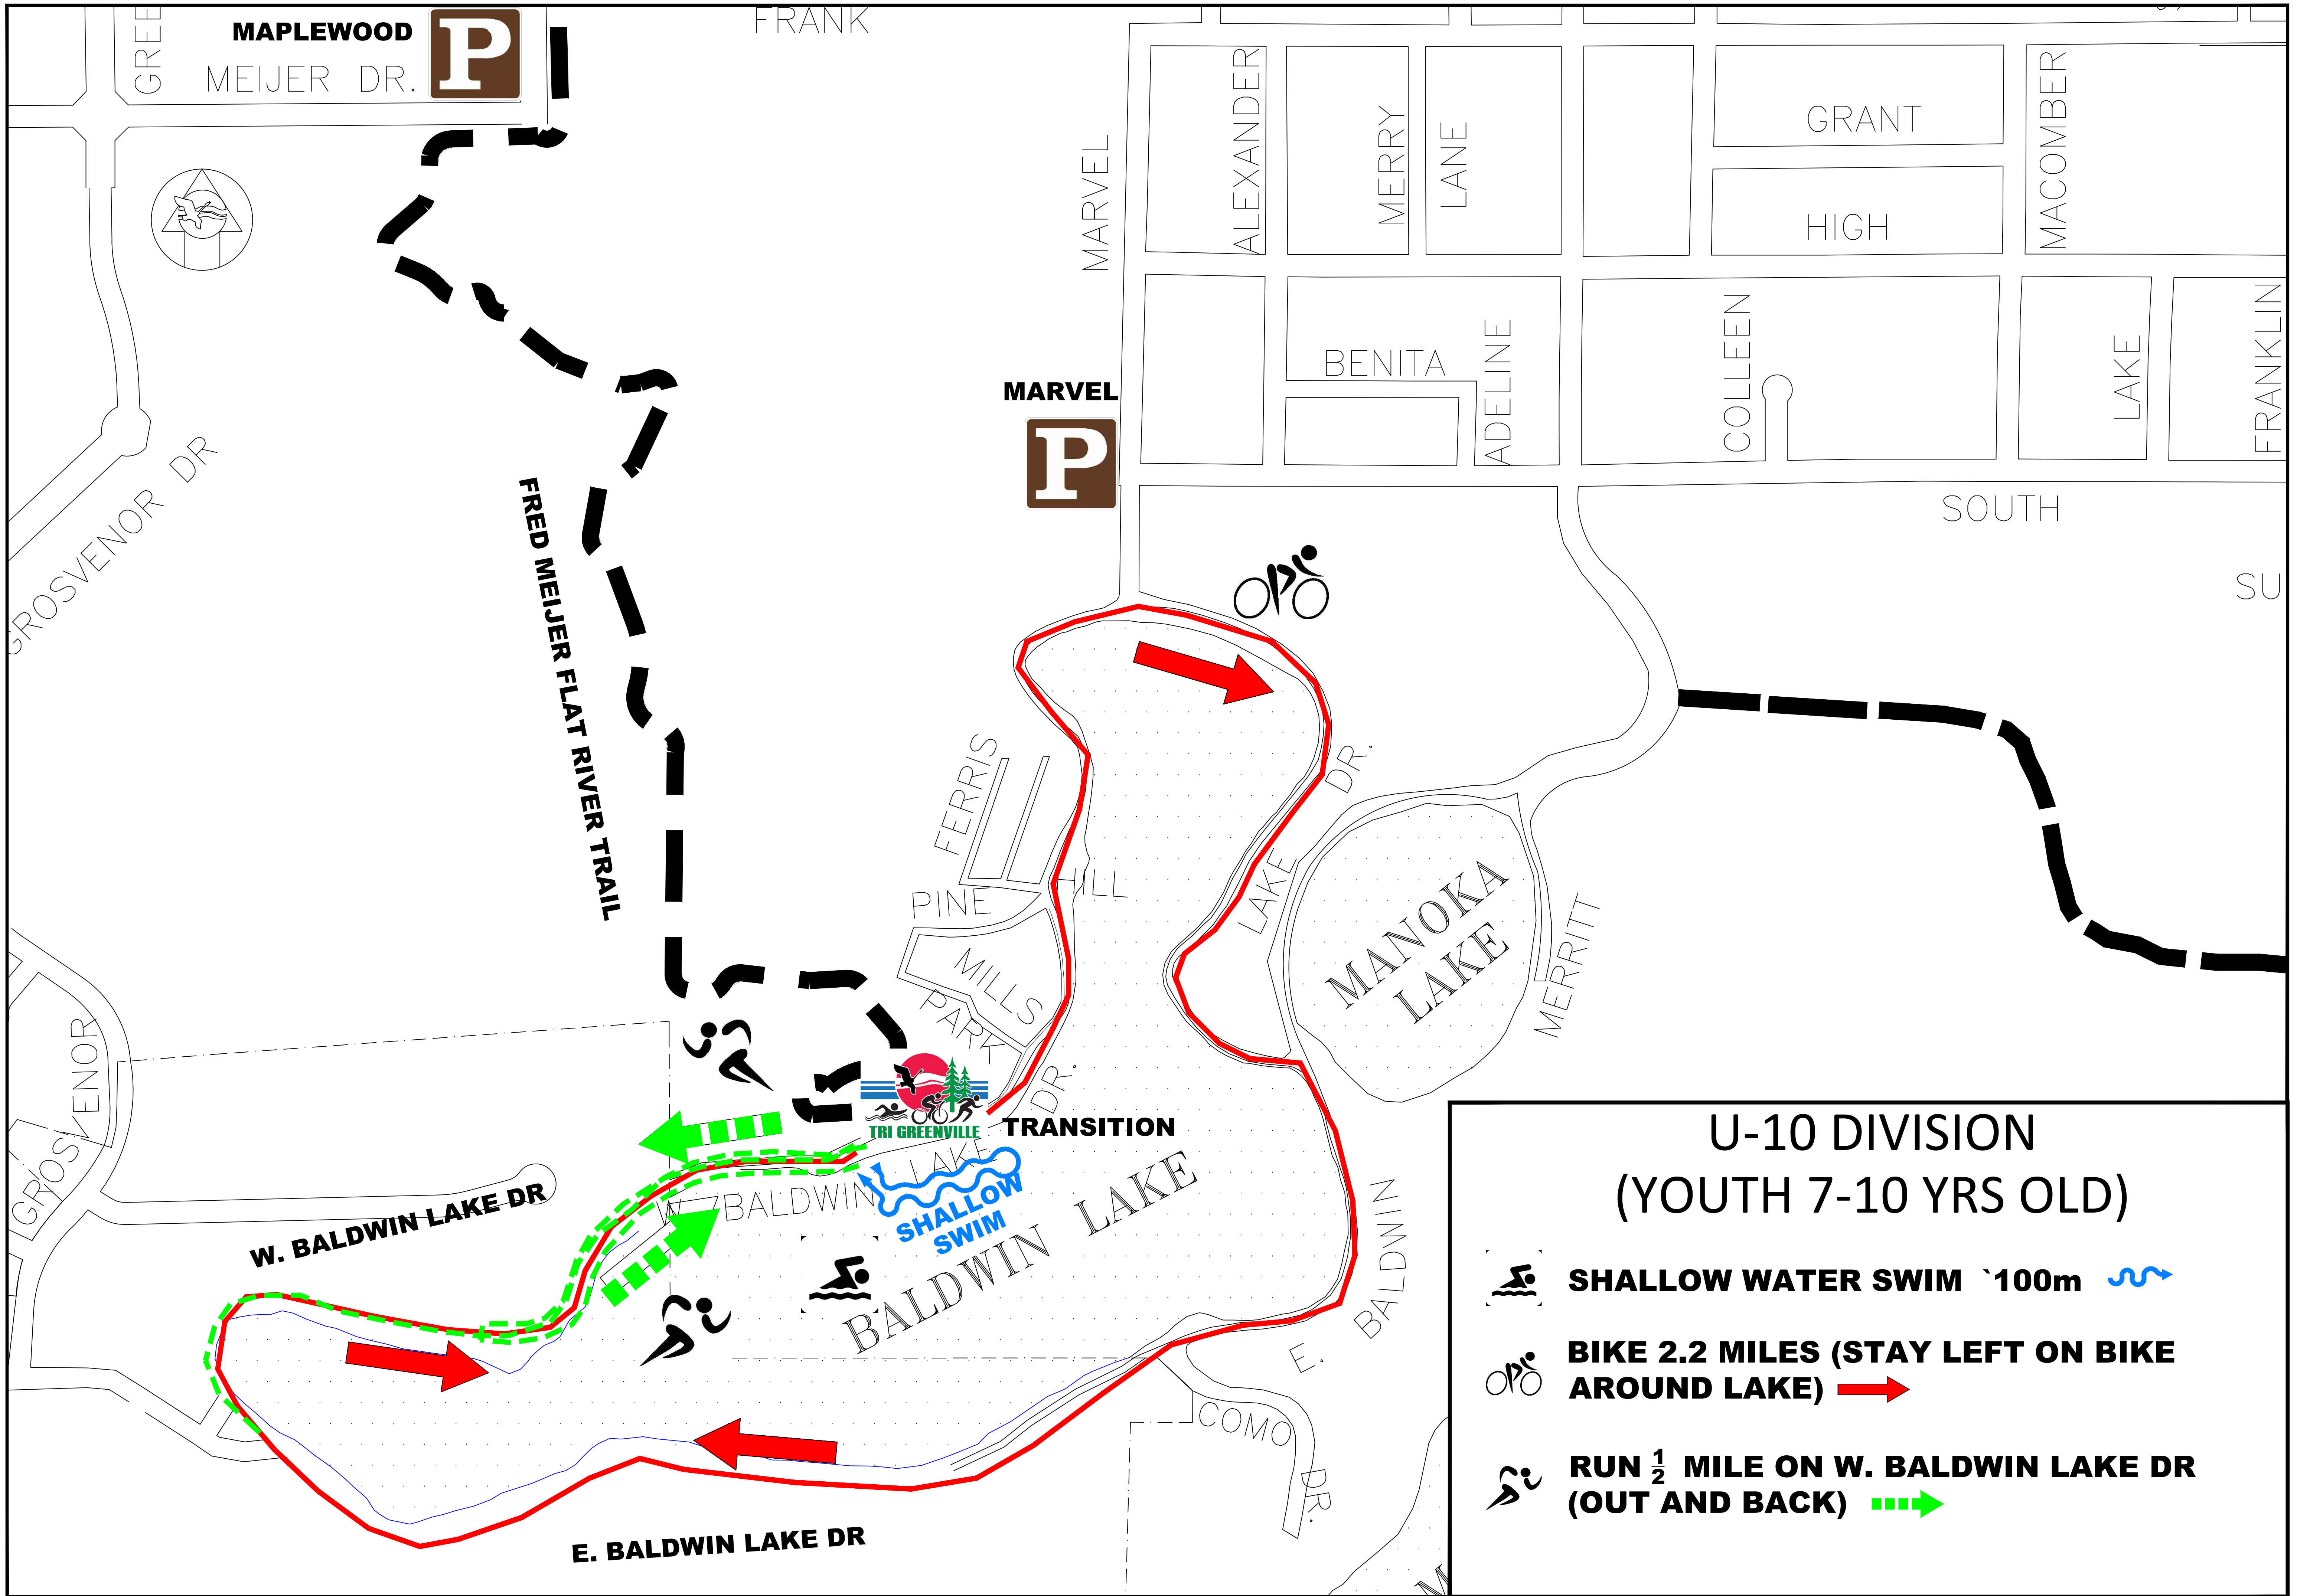 FRANK
MAPLEWOOD
P
MEIJER DR.
GREE
MARVEL
ALEXANDER
MERRY
LANE
GRANT
HIGH
MACOMBER
BENITA
ADELINE
COLLEEN
LAKE
FRANKLIN
MARVEL
P
SOUTH
SU
GROSVENOR DR
FRED MEIJER FLAT RIVER TRAIL
FERRIS
PINE HILL
MILLS
PARK
DR.
LAKE DR.
MANOKA
LAKE
MERRITT
GROSVENOR
GROSVENOR
TRI GREENVILLE
TRANSITION
W. BALDWIN LAKE
SHALLOW
SWIM
W. BALDWIN LAKE DR
BALDWIN LAKE
E. BALDWIN
COMO DR.
E. BALDWIN LAKE DR
U-10 DIVISION
(YOUTH 7-10 YRS OLD)
SHALLOW WATER SWIM `100m
BIKE 2.2 MILES (STAY LEFT ON BIKE
AROUND LAKE)
RUN 1/2 MILE ON W. BALDWIN LAKE DR
(OUT AND BACK)